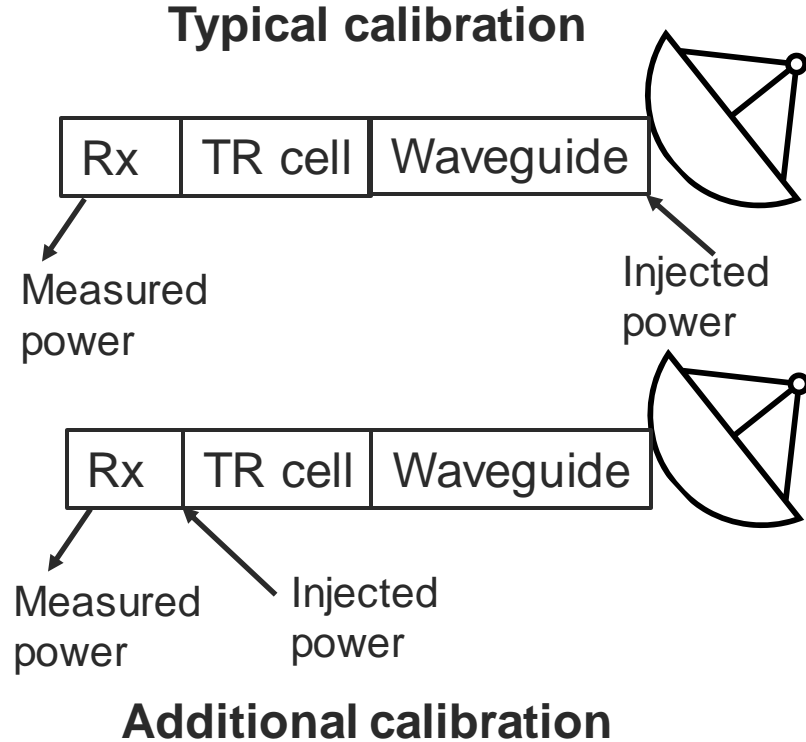 Typical calibration
Rx TR cell Waveguide
Measured
power
Injected
power
Rx TR cell Waveguide
Measured
power
Injected
power
Additional calibration